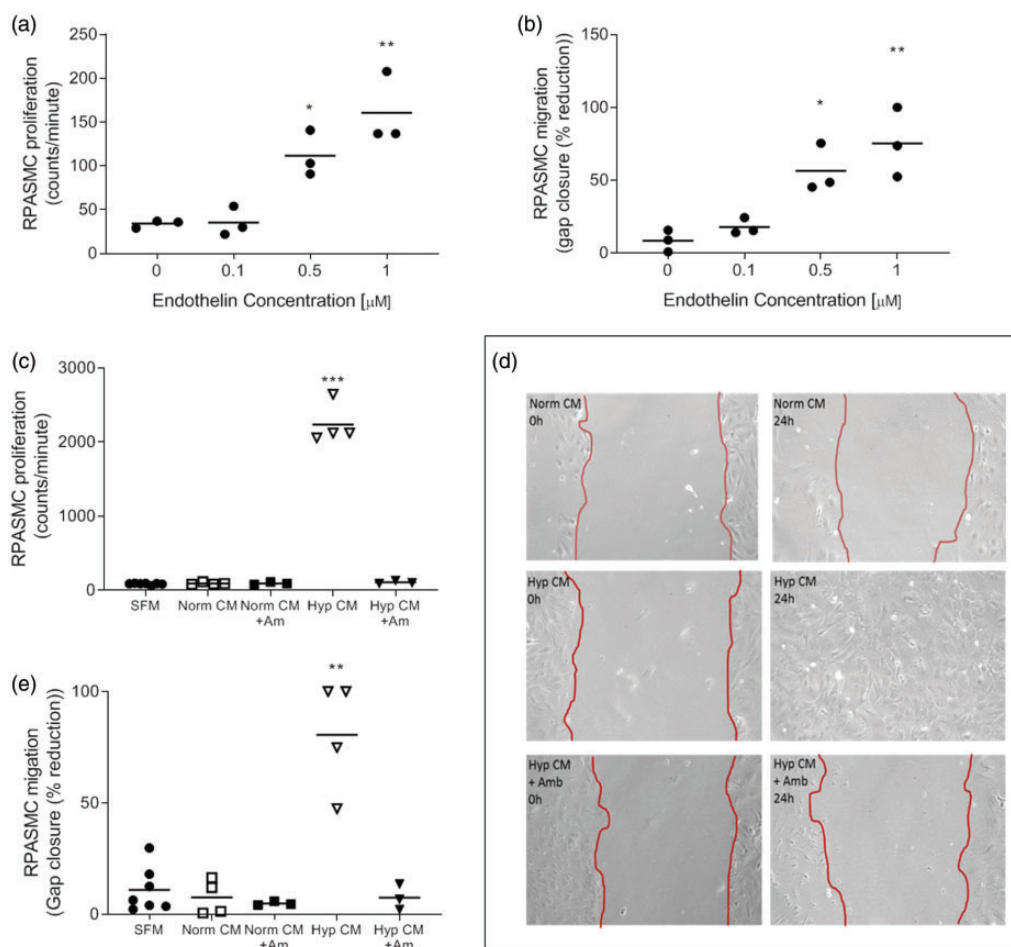 (a)
RPASMC proliferation
(counts/minute)
250
200
150
100
50
0
*
**
0 0.1 0.5 1
Endothelin Concentration [μM]
(b)
RPASMC migration
(gap closure (% reduction))
150
100
50
0
*
**
0 0.1 0.5 1
Endothelin Concentration [μM]
(c)
RPASMC proliferation
(counts/minute)
3000
2000
1000
0
***
SFM Norm CM Norm CM Hyp CM Hyp CM
+Am +Am
(d)
Norm CM
0h
Norm CM
24h
Hyp CM
0h
Hyp CM
24h
Hyp CM
+ Amb
0h
Hyp CM
+ Amb
24h
(e)
RPASMC migation
(Gap closure (% reduction))
100
50
0
**
SFM Norm CM Norm CM Hyp CM Hyp CM
+Am +Am